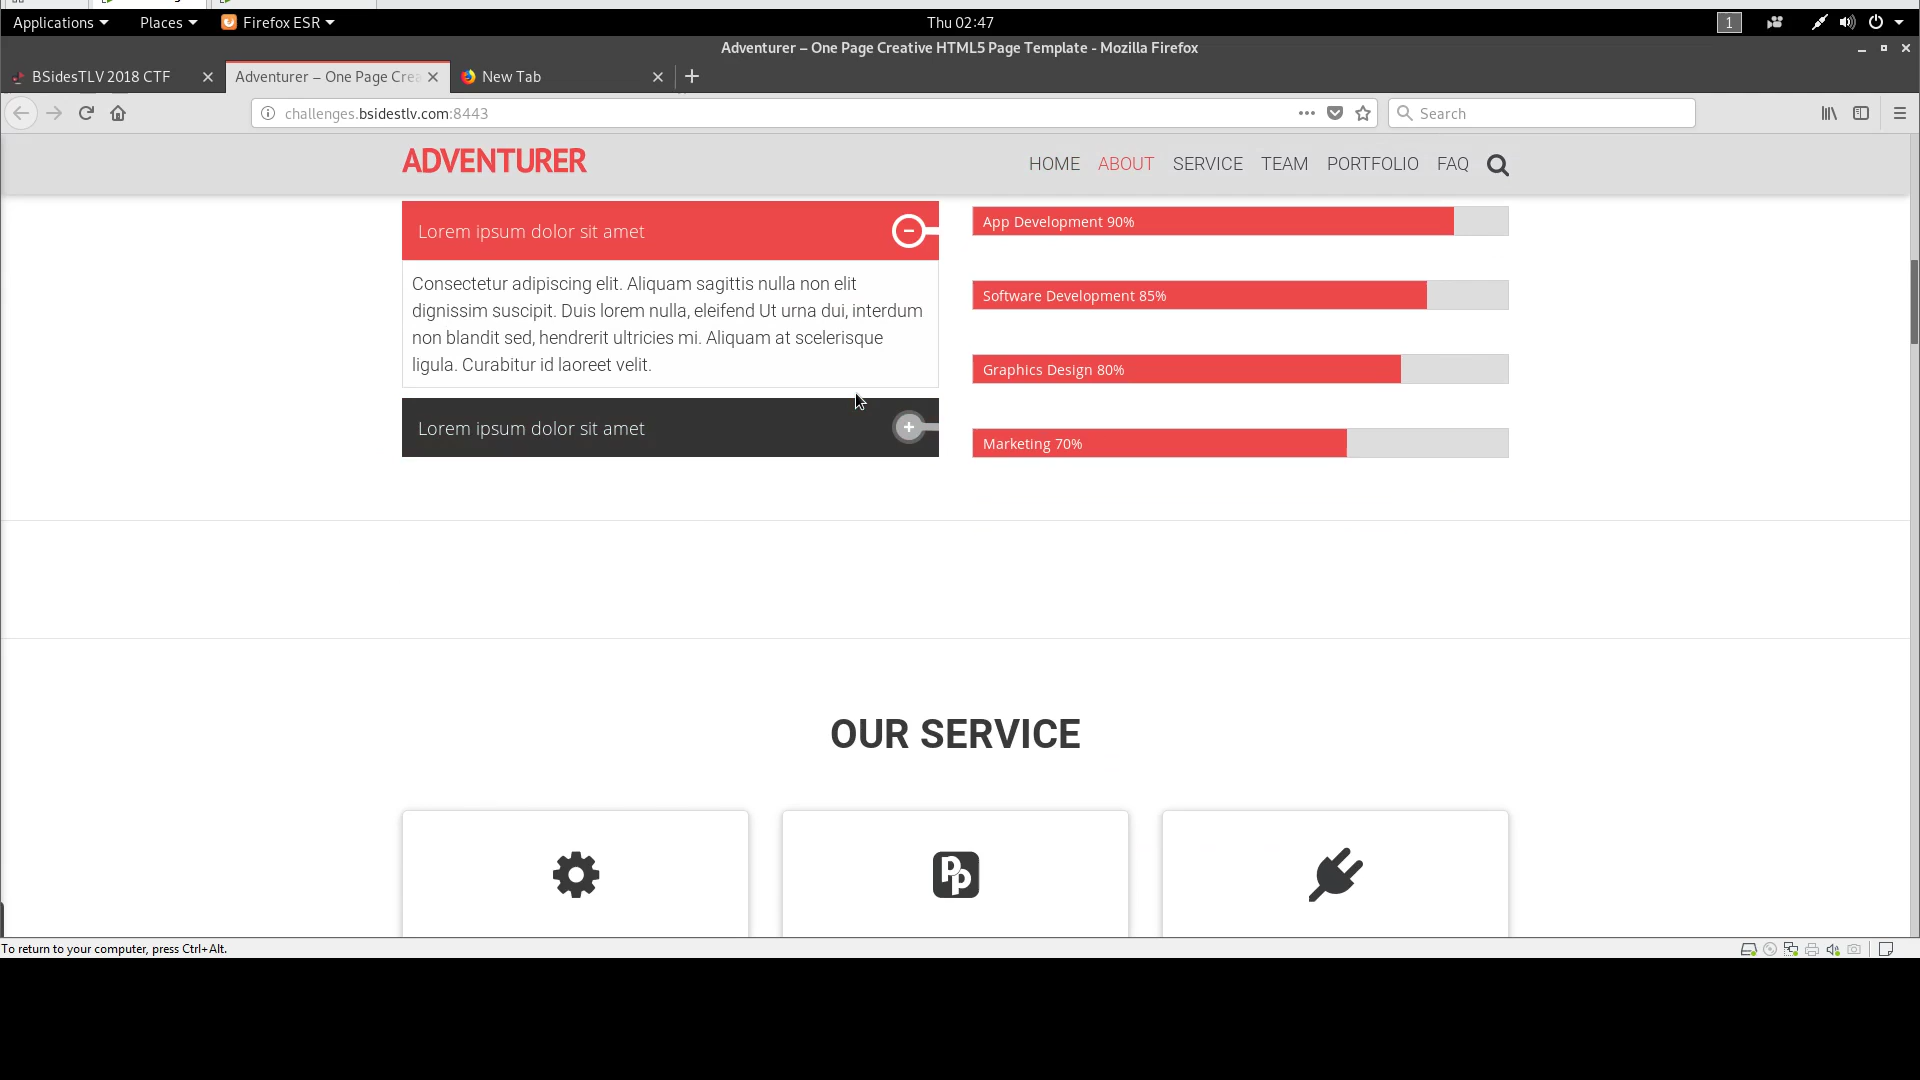 Applications
Places
Firefox ESR
Thu 02:47
1
Adventurer – One Page Creative HTML5 Page Template - Mozilla Firefox
BSidesTLV 2018 CTF
Adventurer – One Page Crea
New Tab
challenges.bsidestlv.com:8443
Search
ADVENTURER
HOME
ABOUT
SERVICE
TEAM
PORTFOLIO
FAQ
Lorem ipsum dolor sit amet
App Development 90%
Consectetur adipiscing elit. Aliquam sagittis nulla non elit
dignissim suscipit. Duis lorem nulla, eleifend Ut urna dui, interdum
non blandit sed, hendrerit ultricies mi. Aliquam at scelerisque
ligula. Curabitur id laoreet velit.
Software Development 85%
Graphics Design 80%
Lorem ipsum dolor sit amet
Marketing 70%
OUR SERVICE
To return to your computer, press Ctrl+Alt.